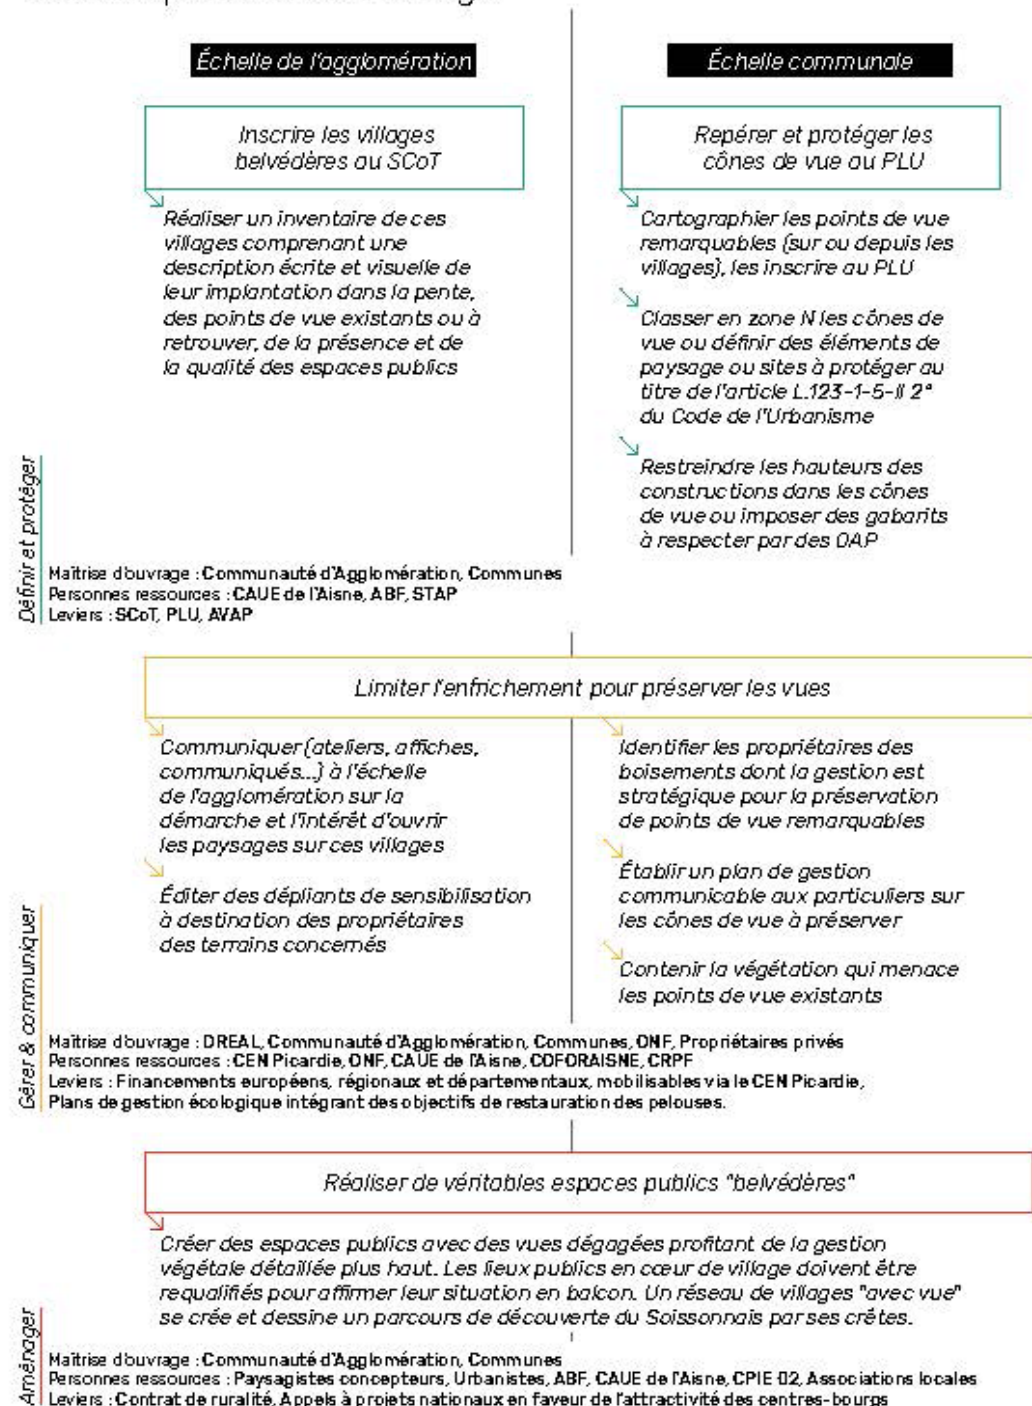 Échelle de l'agglomération
Échelle communale
Inscrire les villages
belvédères au SCoT
Réaliser un inventaire de ces
villages comprenant une
description écrite et visuelle de
leur implantation dans la pente,
des points de vue existants ou à
retrouver, de la présence et de
la qualité des espaces publics
Repérer et protéger les
cônes de vue au PLU
Cartographier les points de vue
remarquables (sur ou depuis les
villages), les inscrire au PLU
Classer en zone N les cônes de
vue ou définir des éléments de
paysage ou sites à protéger au
titre de l'article L.123-1-5-II 2°
du Code de l'Urbanisme
Restreindre les hauteurs des
constructions dans les cônes
de vue ou imposer des gabarits
à respecter par des OAP
Définir et protéger
Maîtrise d'ouvrage : Communauté d'Agglomération, Communes
Personnes ressources : CAUE de l'Aisne, ABF, STAP
Leviers : SCoT, PLU, AVAP
Limiter l'enfrichement pour préserver les vues
Communiquer (ateliers, affiches,
communiqués...) à l'échelle
de l'agglomération sur la
démarche et l'intérêt d'ouvrir
les paysages sur ces villages
Éditer des dépliants de sensibilisation
à destination des propriétaires
des terrains concernés
Identifier les propriétaires des
boisements dont la gestion est
stratégique pour la préservation
de points de vue remarquables
Établir un plan de gestion
communicable aux particuliers sur
les cônes de vue à préserver
Contenir la végétation qui menace
les points de vue existants
Gérer & communiquer
Maîtrise d'ouvrage : DREAL, Communauté d'Agglomération, Communes, ONF, Propriétaires privés
Personnes ressources : CEN Picardie, ONF, CAUE de l'Aisne, COFORAISNE, CRPF
Leviers : Financements européens, régionaux et départementaux, mobilisables via le CEN Picardie,
Plans de gestion écologique intégrant des objectifs de restauration des pelouses.
Réaliser de véritables espaces publics "belvédères"
Créer des espaces publics avec des vues dégagées profitant de la gestion
végétale détaillée plus haut. Les lieux publics en cœur de village doivent être
requalifiés pour affirmer leur situation en balcon. Un réseau de villages "avec vue"
se crée et dessine un parcours de découverte du Soissonnais par ses crêtes.
Aménager
Maîtrise d'ouvrage : Communauté d'Agglomération, Communes
Personnes ressources : Paysagistes concepteurs, Urbanistes, ABF, CAUE de l'Aisne, CPIE 02, Associations locales
Leviers : Contrat de ruralité, Appels à projets nationaux en faveur de l'attractivité des centres-bourgs